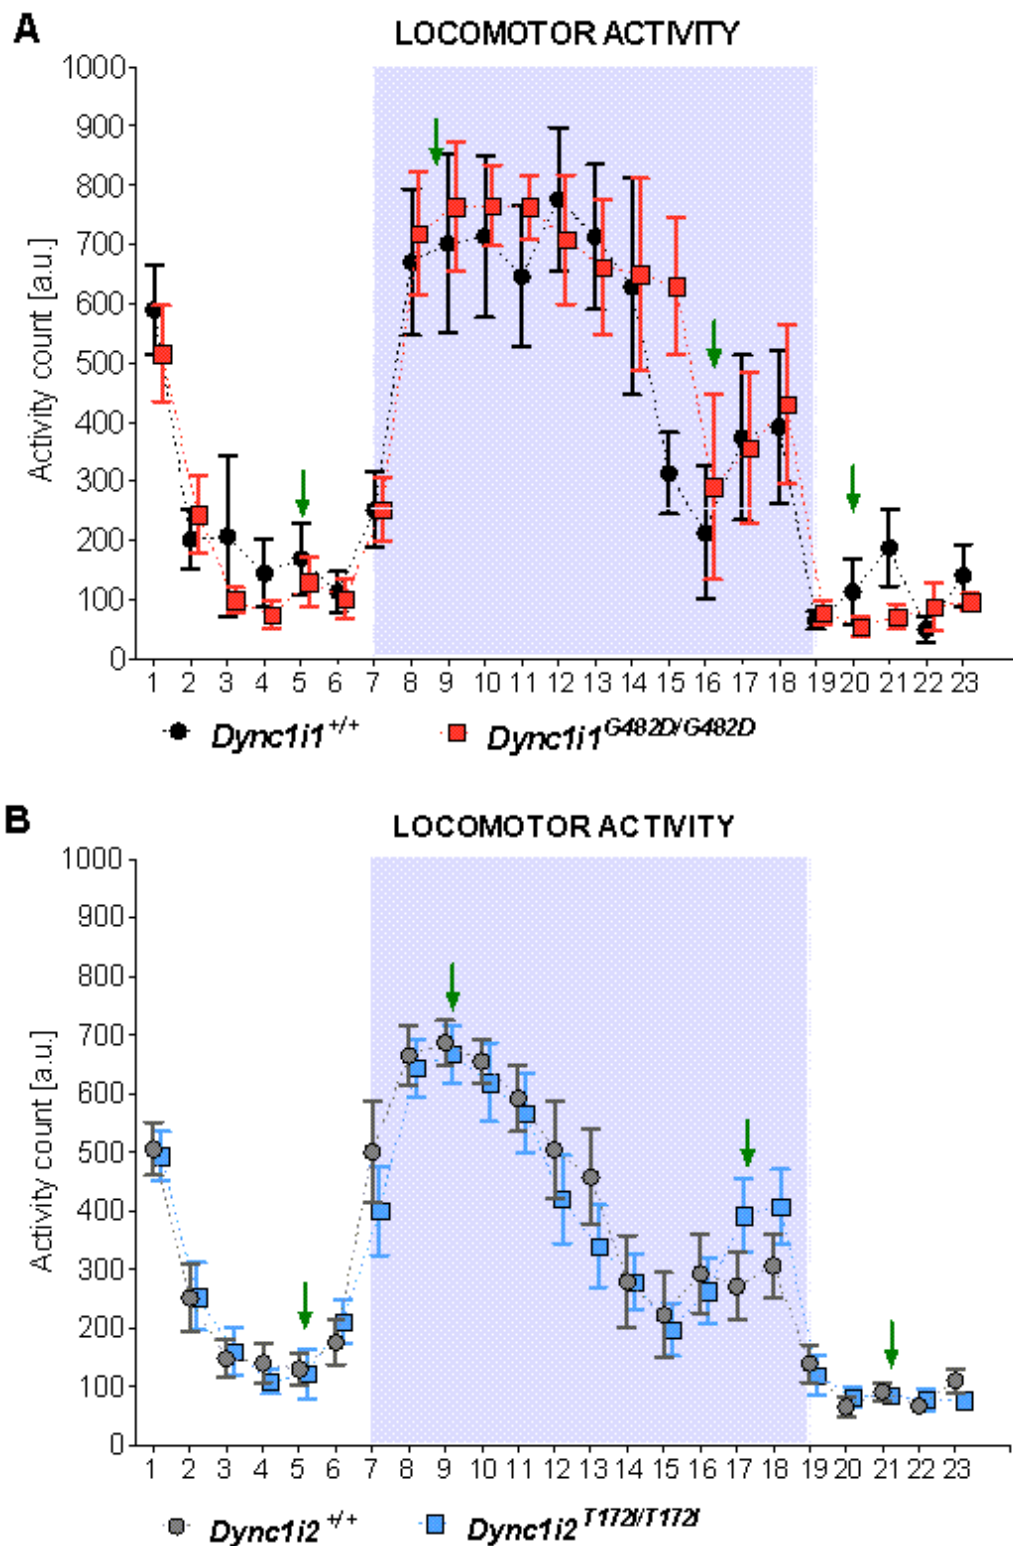 A
LOCOMOTOR ACTIVITY
1000
900
800
700
600
500
400
300
200
100
0
Activity count [a.u.]
1 2 3 4 5 6 7 8 9 10 11 12 13 14 15 16 17 18 19 20 21 22 23
Dync1i1+/+ Dync1i1G482D/G482D
B
LOCOMOTOR ACTIVITY
1000
900
800
700
600
500
400
300
200
100
0
Activity count [a.u.]
1 2 3 4 5 6 7 8 9 10 11 12 13 14 15 16 17 18 19 20 21 22 23
Dync1i2+/+ Dync1i2T172I/T172I